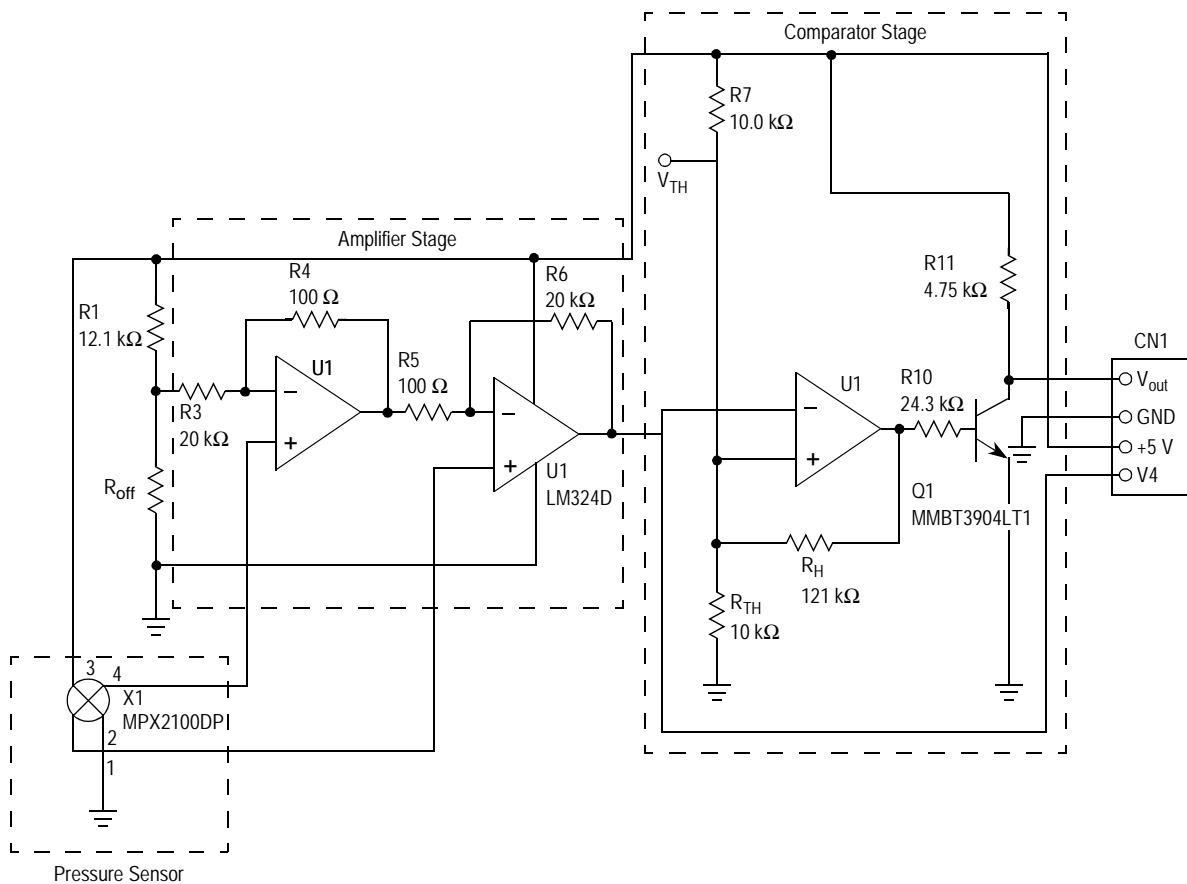 Comparator Stage
R7
10.0 kΩ
V_TH
Amplifier Stage
R4
100 Ω
R6
20 kΩ
R11
4.75 kΩ
R1
12.1 kΩ
U1
R5
100 Ω
CN1
V_out
−
R3
20 kΩ
+
−
+
U1
LM324D
U1
−
+
R10
24.3 kΩ
GND
+5 V
V4
R_off
Q1
MMBT3904LT1
R_H
121 kΩ
R_TH
10 kΩ
3
4
X1
MPX2100DP
2
1
Pressure Sensor